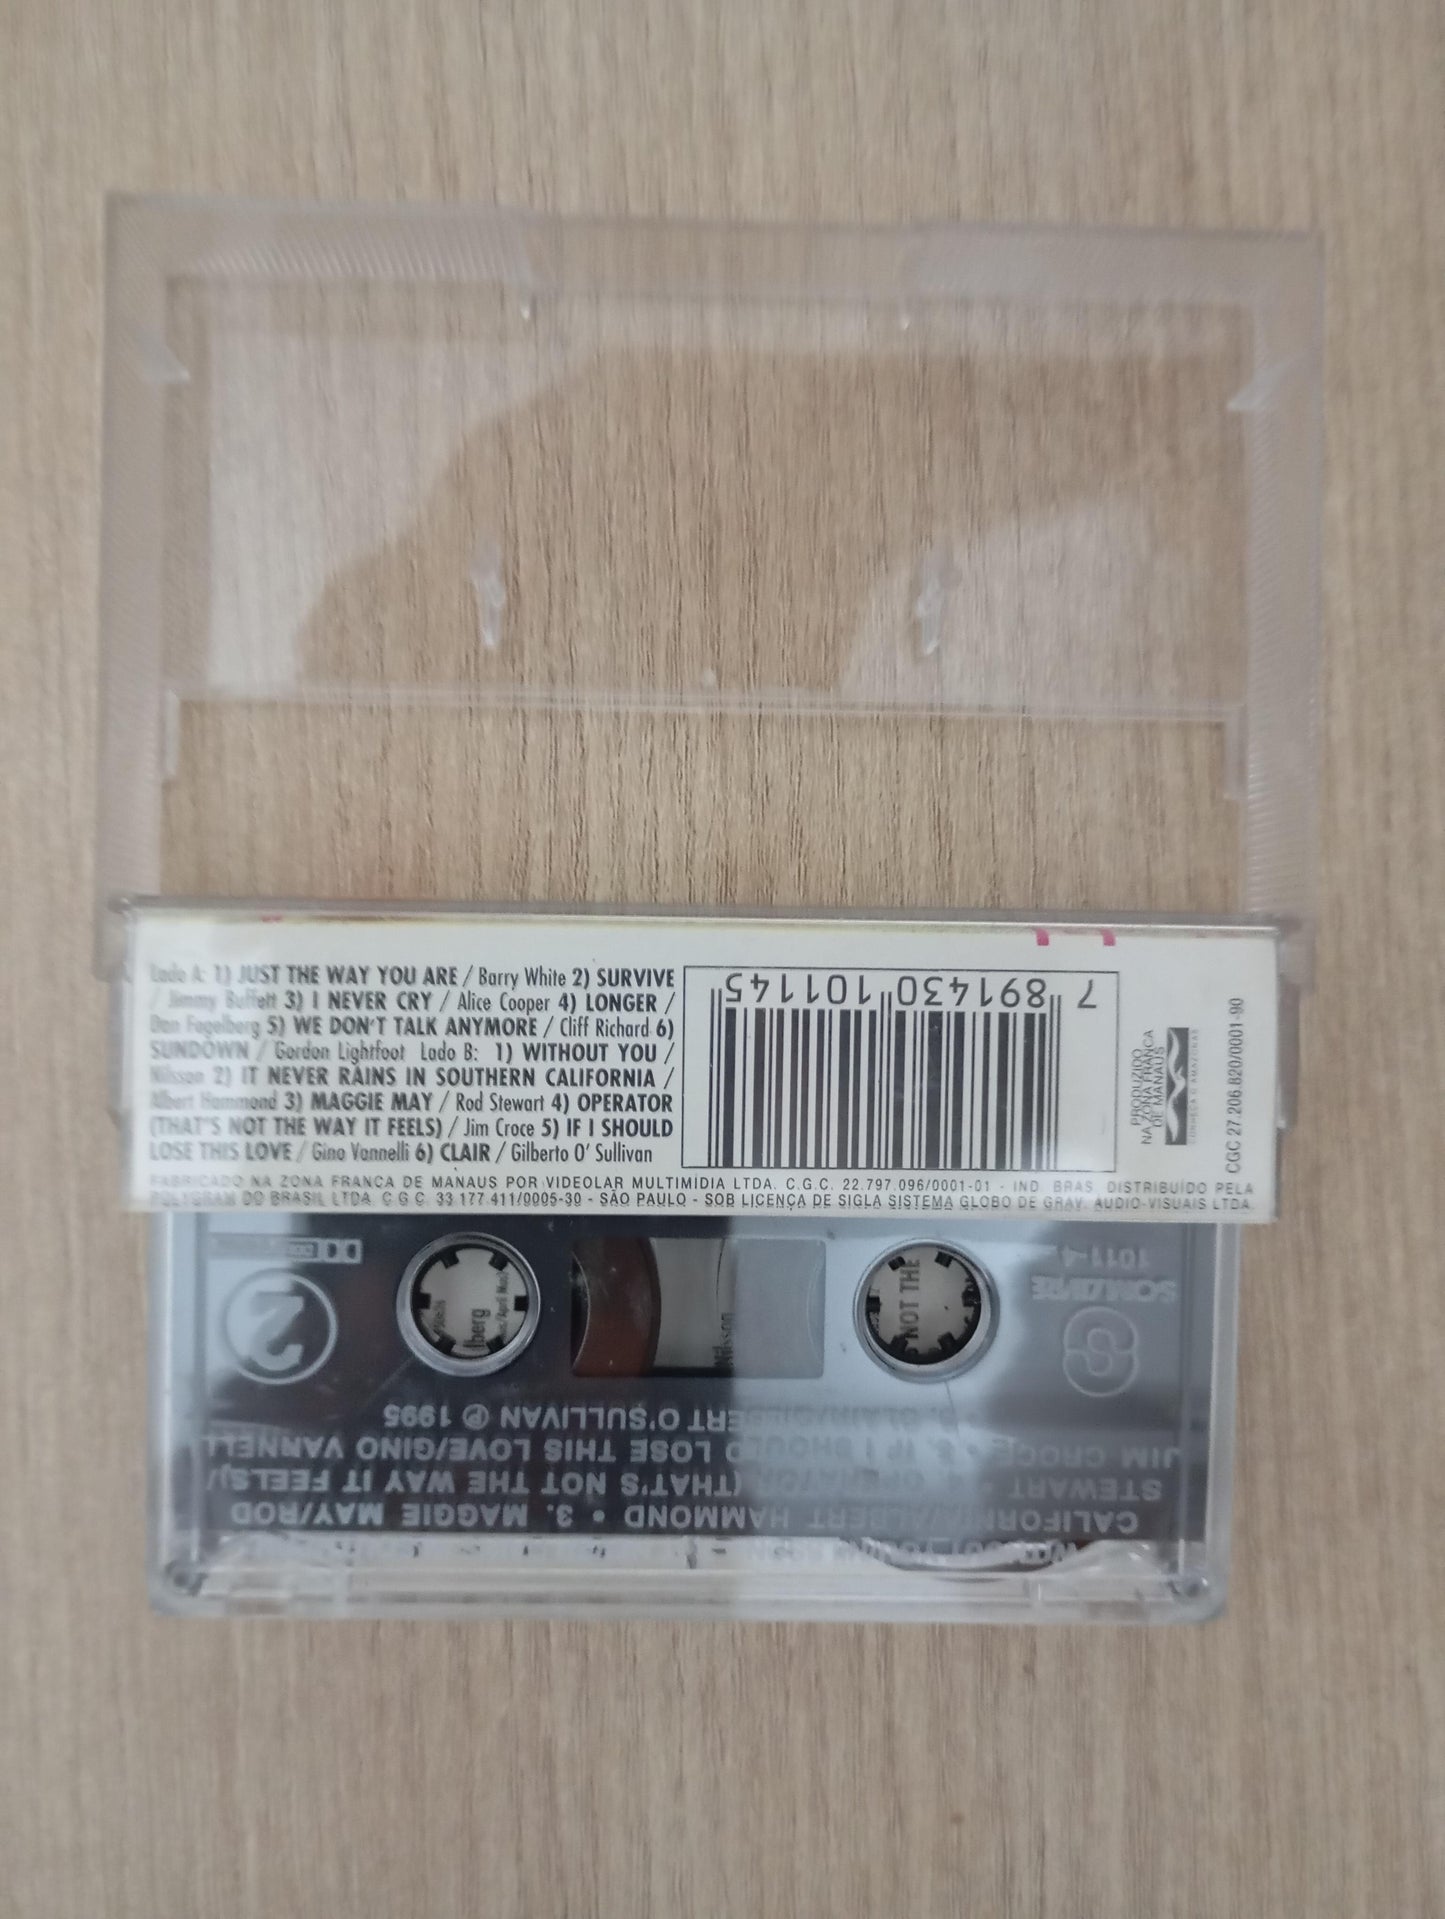 Lado A: 1) JUST THE WAY YOU ARE / Barry White 2) SURVIVE
/ Jimmy Buffett 3) I NEVER CRY / Alice Cooper 4) LONGER /
Dan Fogelberg 5) WE DON'T TALK ANYMORE / Cliff Richard 6)
SUNDOWN / Gordon Lightfoot Lado B: 1) WITHOUT YOU /
Nilsson 2) IT NEVER RAINS IN SOUTHERN CALIFORNIA /
Albert Hammond 3) MAGGIE MAY / Rod Stewart 4) OPERATOR
(THAT'S NOT THE WAY IT FEELS) / Jim Croce 5) IF I SHOULD
LOSE THIS LOVE / Gino Vannelli 6) CLAIR / Gilberto O' Sullivan
7 891430 101145
PRODUZIDO
NA ZONA FRANCA
DE MANAUS
CONHEÇA O AMAZONAS
CGC 27.206.820/0001-90
FABRICADO NA ZONA FRANCA DE MANAUS POR VIDEOLAR MULTIMÍDIA LTDA. C.G.C. 22.797.096/0001-01 - IND. BRAS. DISTRIBUÍDO PELA
POLYGRAM DO BRASIL LTDA. C G C. 33.177.411/0005-30 - SÃO PAULO - SOB LICENÇA DE SIGLA SISTEMA GLOBO DE GRAV. ÁUDIO-VISUAIS LTDA.
SOM LIVRE
1011-4
2
lberg
Nilsson
NOT THE
CALIFORNIA/ALBERT HAMMOND • 3. MAGGIE MAY/ROD
STEWART • 4. OPERATOR (THAT'S NOT THE WAY IT FEELS)/
JIM CROCE • 5. IF I SHOULD LOSE THIS LOVE/GINO VANNELLI
6. CLAIR/GILBERT O'SULLIVAN ℗ 1995